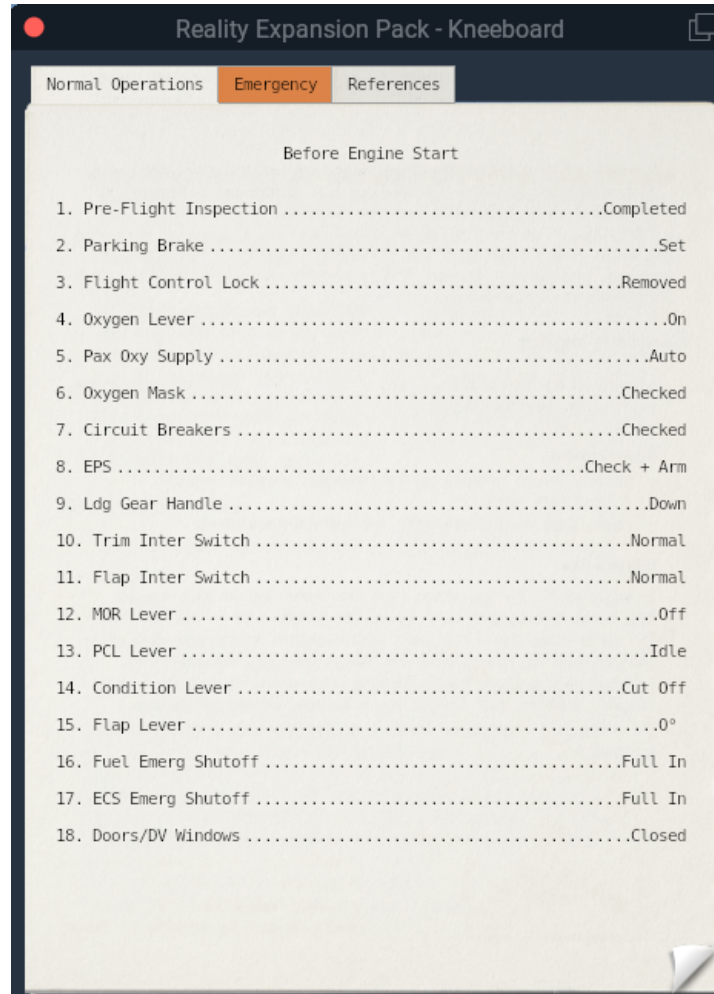 Reality Expansion Pack - Kneeboard
Normal Operations Emergency References
Before Engine Start
1. Pre-Flight Inspection...................................Completed
2. Parking Brake.................................................Set
3. Flight Control Lock.......................................Removed
4. Oxygen Lever...................................................On
5. Pax Oxy Supply...............................................Auto
6. Oxygen Mask...............................................Checked
7. Circuit Breakers..........................................Checked
8. EPS...................................................Check + Arm
9. Ldg Gear Handle..............................................Down
10. Trim Inter Switch.........................................Normal
11. Flap Inter Switch.........................................Normal
12. MOR Lever....................................................Off
13. PCL Lever...................................................Idle
14. Condition Lever..........................................Cut Off
15. Flap Lever...................................................0°
16. Fuel Emerg Shutoff.......................................Full In
17. ECS Emerg Shutoff........................................Full In
18. Doors/DV Windows..........................................Closed